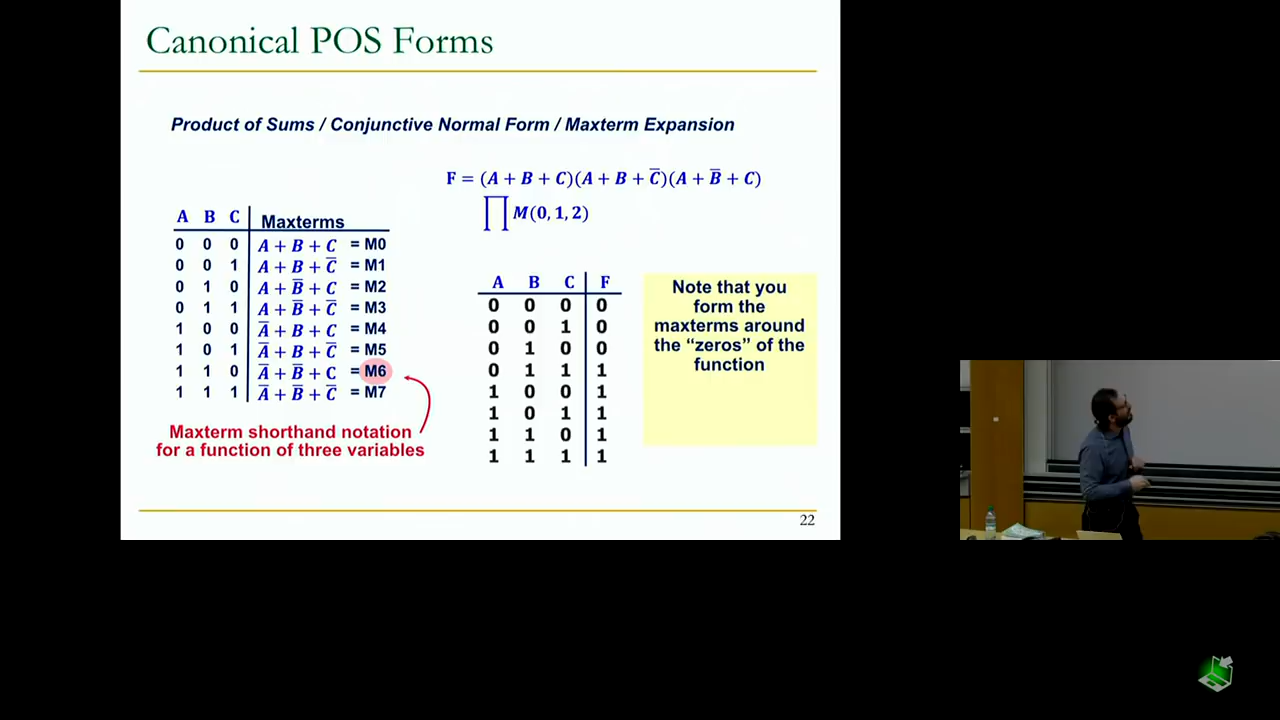 Canonical POS Forms
Product of Sums / Conjunctive Normal Form / Maxterm Expansion
F = (A + B + C)(A + B + C̅)(A + B̅ + C)
∏ M(0, 1, 2)
A B C Maxterms
0 0 0 A + B + C = M0
0 0 1 A + B + C̅ = M1
0 1 0 A + B̅ + C = M2
0 1 1 A + B̅ + C̅ = M3
1 0 0 A̅ + B + C = M4
1 0 1 A̅ + B + C̅ = M5
1 1 0 A̅ + B̅ + C = M6
1 1 1 A̅ + B̅ + C̅ = M7
Maxterm shorthand notation
for a function of three variables
A B C F
0 0 0 0
0 0 1 0
0 1 0 0
0 1 1 1
1 0 0 1
1 0 1 1
1 1 0 1
1 1 1 1
Note that you
form the
maxterms around
the “zeros” of the
function
22